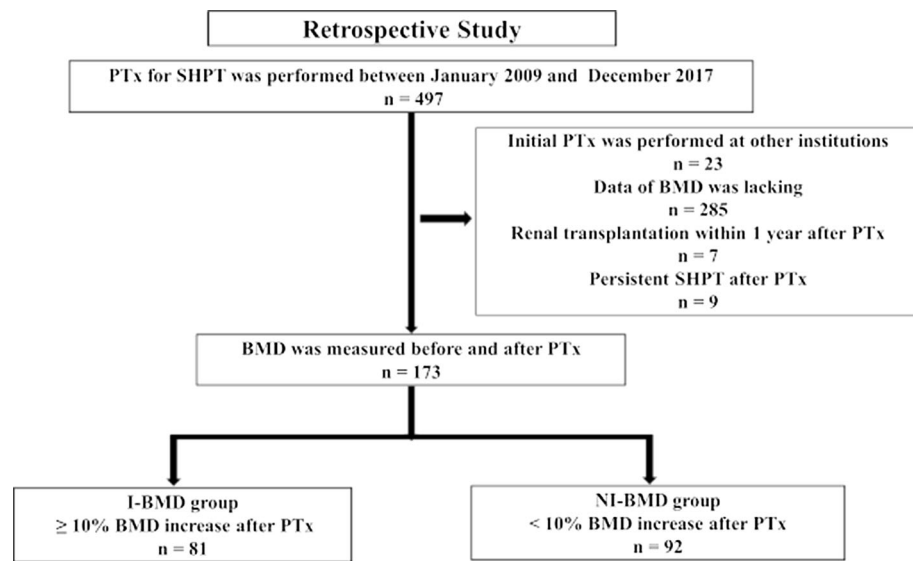 Retrospective Study
PTx for SHPT was performed between January 2009 and December 2017
n = 497
Initial PTx was performed at other institutions
n = 23
Data of BMD was lacking
n = 285
Renal transplantation within 1 year after PTx
n = 7
Persistent SHPT after PTx
n = 9
BMD was measured before and after PTx
n = 173
I-BMD group
≥ 10% BMD increase after PTx
n = 81
NI-BMD group
< 10% BMD increase after PTx
n = 92